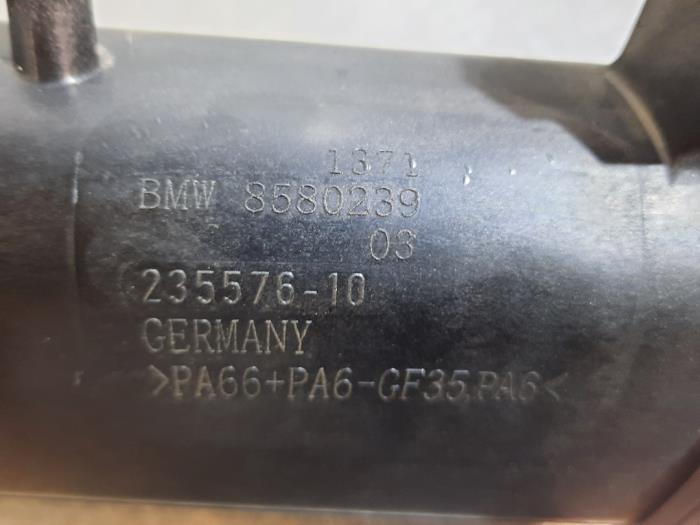 1371
BMW 8580239
03
235576-10
GERMANY
>PA66+PA6-GF35,PA6<